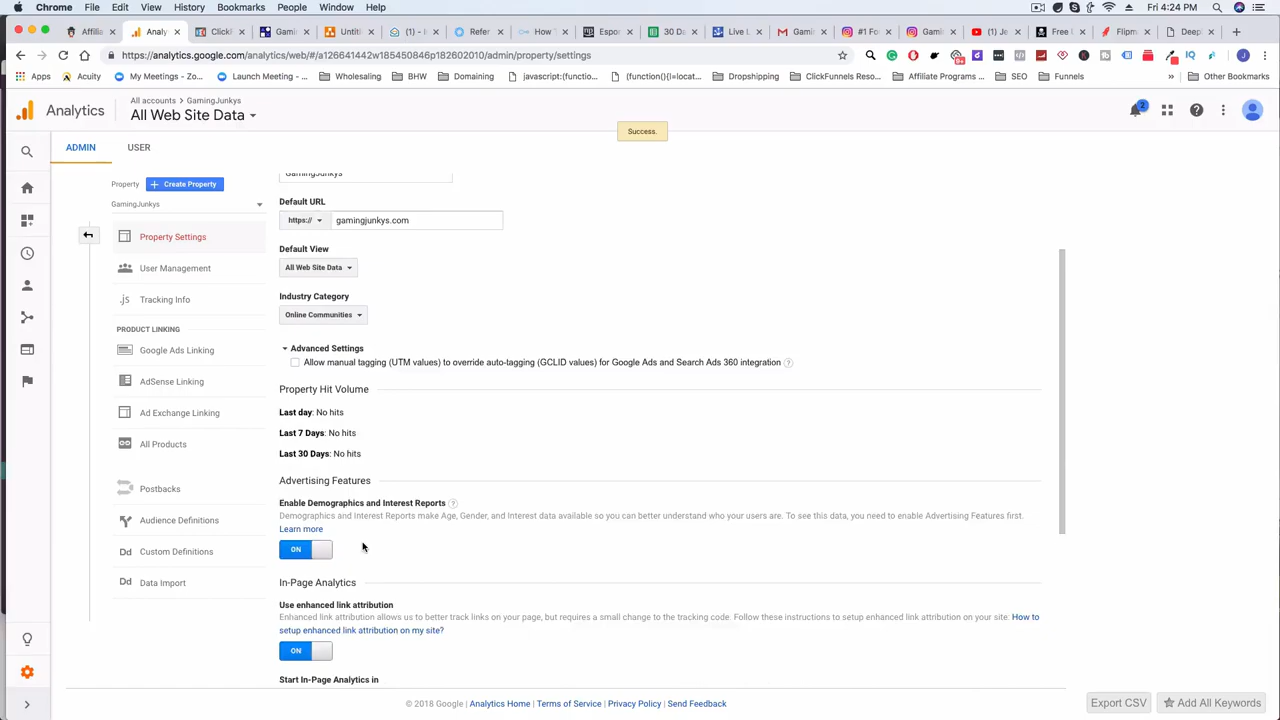 Chrome File Edit View History Bookmarks People Window Help Fri 4:24 PM
Affilia Analy ClickF Gami Untitl (1) - Refer How T Espor 30 D Live L Gami #1 Fo Gami (1) Je Free Flipm Deep
https://analytics.google.com/analytics/web/#/a126641442w185450846p182602010/admin/property/settings
Apps Acuity My Meetings - Zo... Launch Meeting -... Wholesaling BHW Domaining javascript:(functio... (function(){l=locat... Dropshipping ClickFunnels Reso... Affiliate Programs ... SEO Funnels » Other Bookmarks
Analytics
All accounts > GamingJunkys
All Web Site Data
2
Success.
ADMIN USER
Property + Create Property
GamingJunkys
Property Settings
User Management
.js Tracking Info
PRODUCT LINKING
Google Ads Linking
AdSense Linking
Ad Exchange Linking
All Products
Postbacks
Audience Definitions
Dd Custom Definitions
Dd Data Import
GamingJunkys
Default URL
https:// gamingjunkys.com
Default View
All Web Site Data
Industry Category
Online Communities
Advanced Settings
Allow manual tagging (UTM values) to override auto-tagging (GCLID values) for Google Ads and Search Ads 360 integration ?
Property Hit Volume
Last day: No hits
Last 7 Days: No hits
Last 30 Days: No hits
Advertising Features
Enable Demographics and Interest Reports ?
Demographics and Interest Reports make Age, Gender, and Interest data available so you can better understand who your users are. To see this data, you need to enable Advertising Features first.
Learn more
ON
In-Page Analytics
Use enhanced link attribution
Enhanced link attribution allows us to better track links on your page, but requires a small change to the tracking code. Follow these instructions to setup enhanced link attribution on your site: How to
setup enhanced link attribution on my site?
ON
Start In-Page Analytics in
© 2018 Google | Analytics Home | Terms of Service | Privacy Policy | Send Feedback
Export CSV Add All Keywords